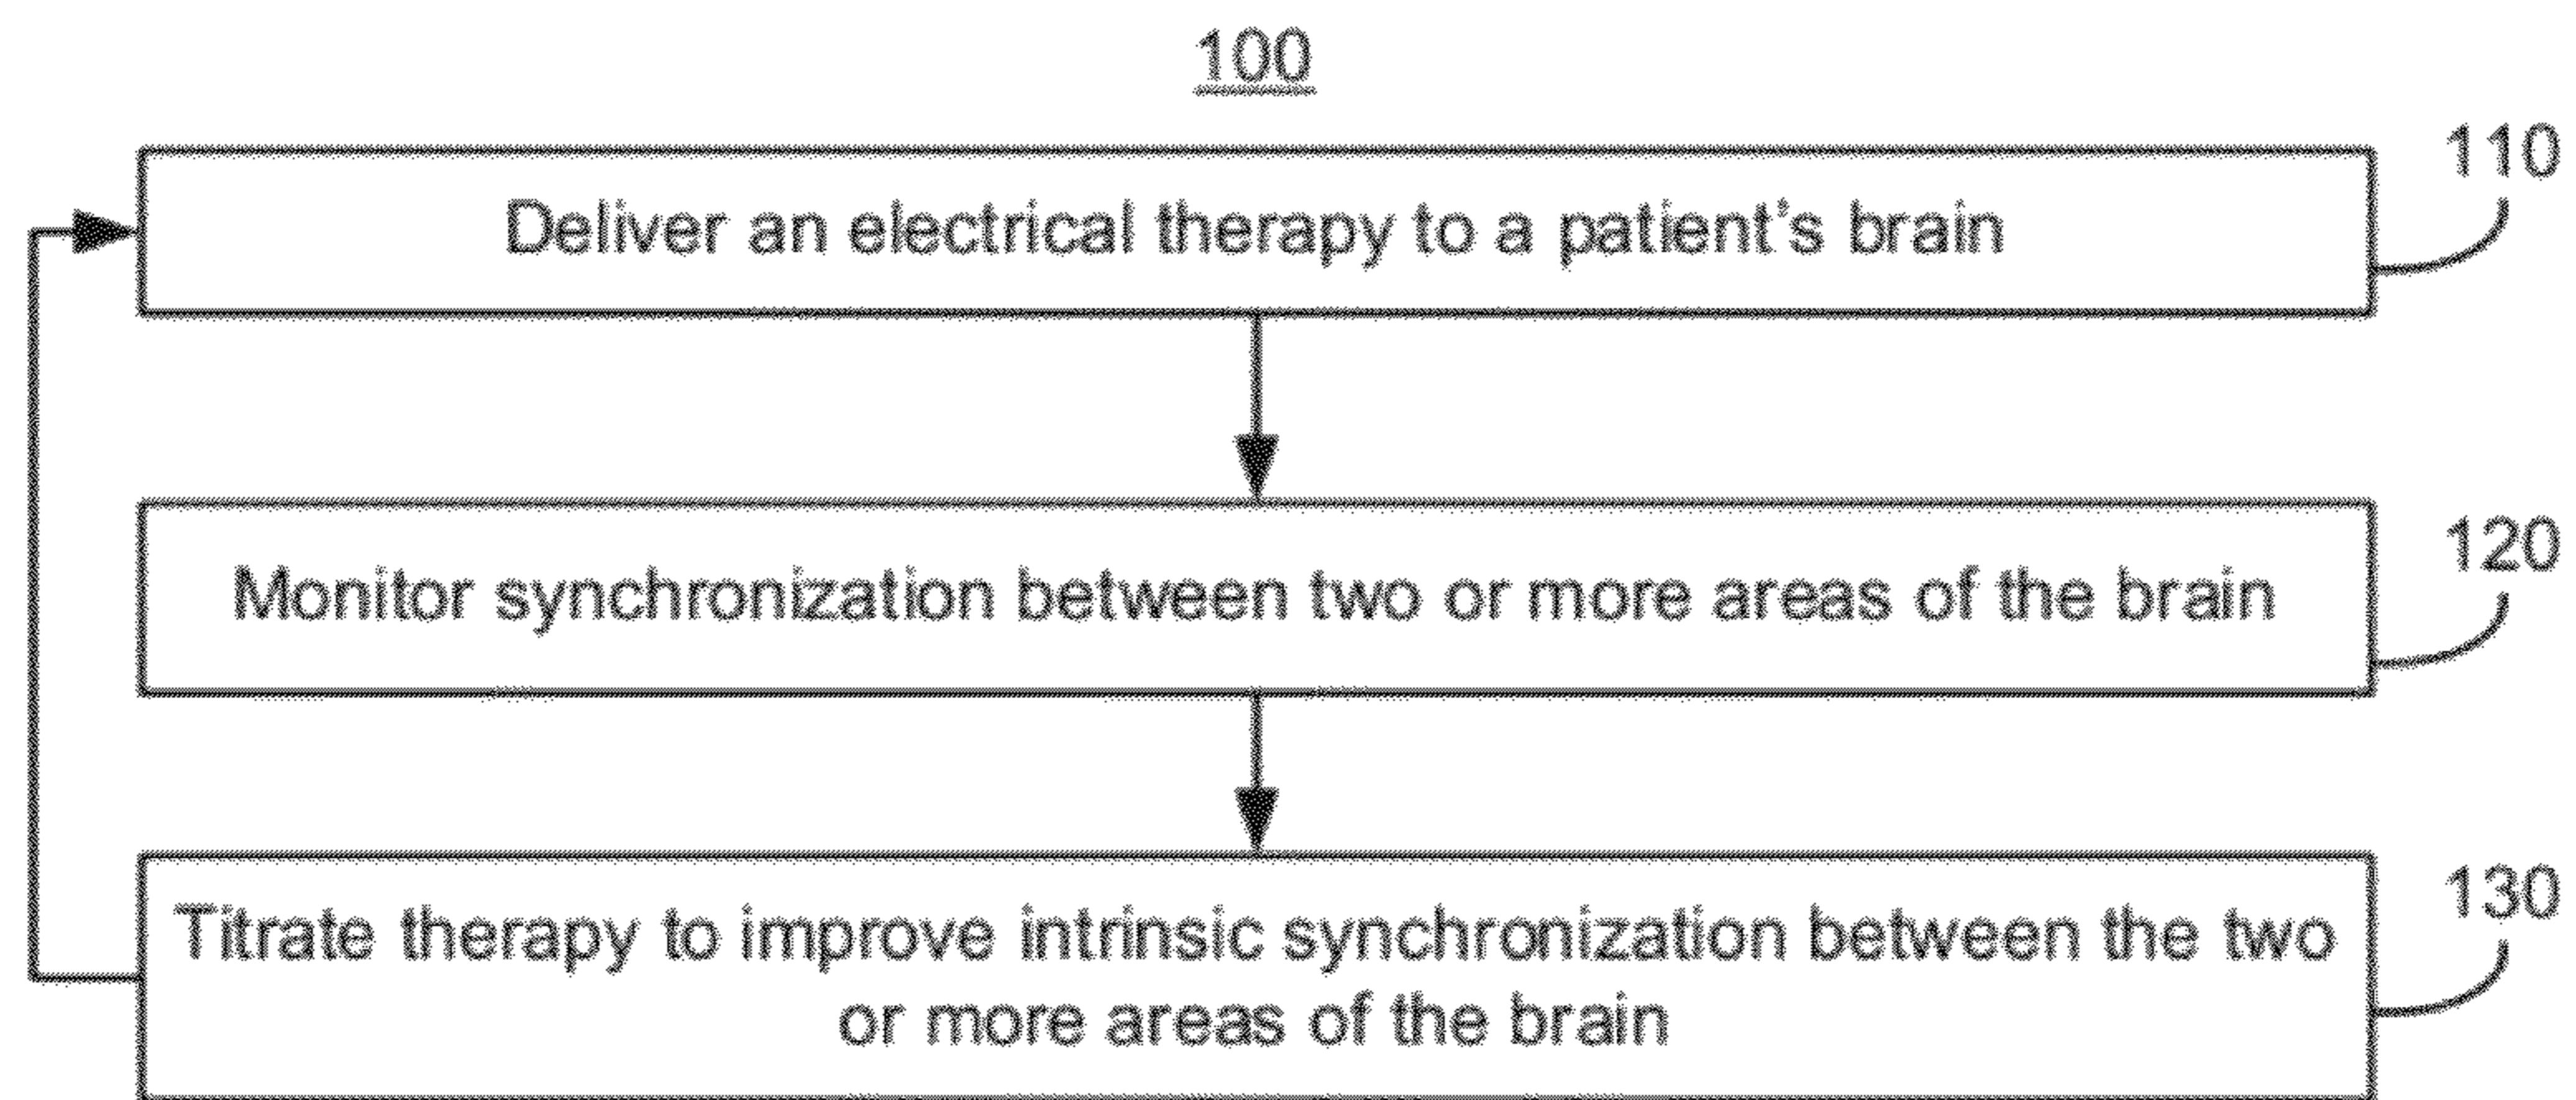 100
110
Deliver an electrical therapy to a patient's brain
120
Monitor synchronization between two or more areas of the brain
130
Titrate therapy to improve intrinsic synchronization between the two
or more areas of the brain